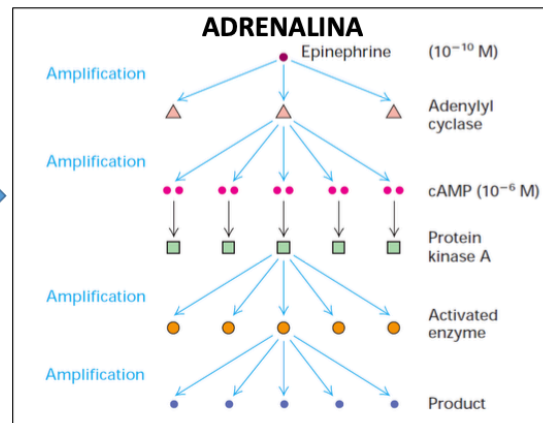 ADRENALINA
Epinephrine (10⁻¹⁰ M)
Amplification
Adenylyl
cyclase
Amplification
cAMP (10⁻⁶ M)
Protein
kinase A
Amplification
Activated
enzyme
Amplification
Product